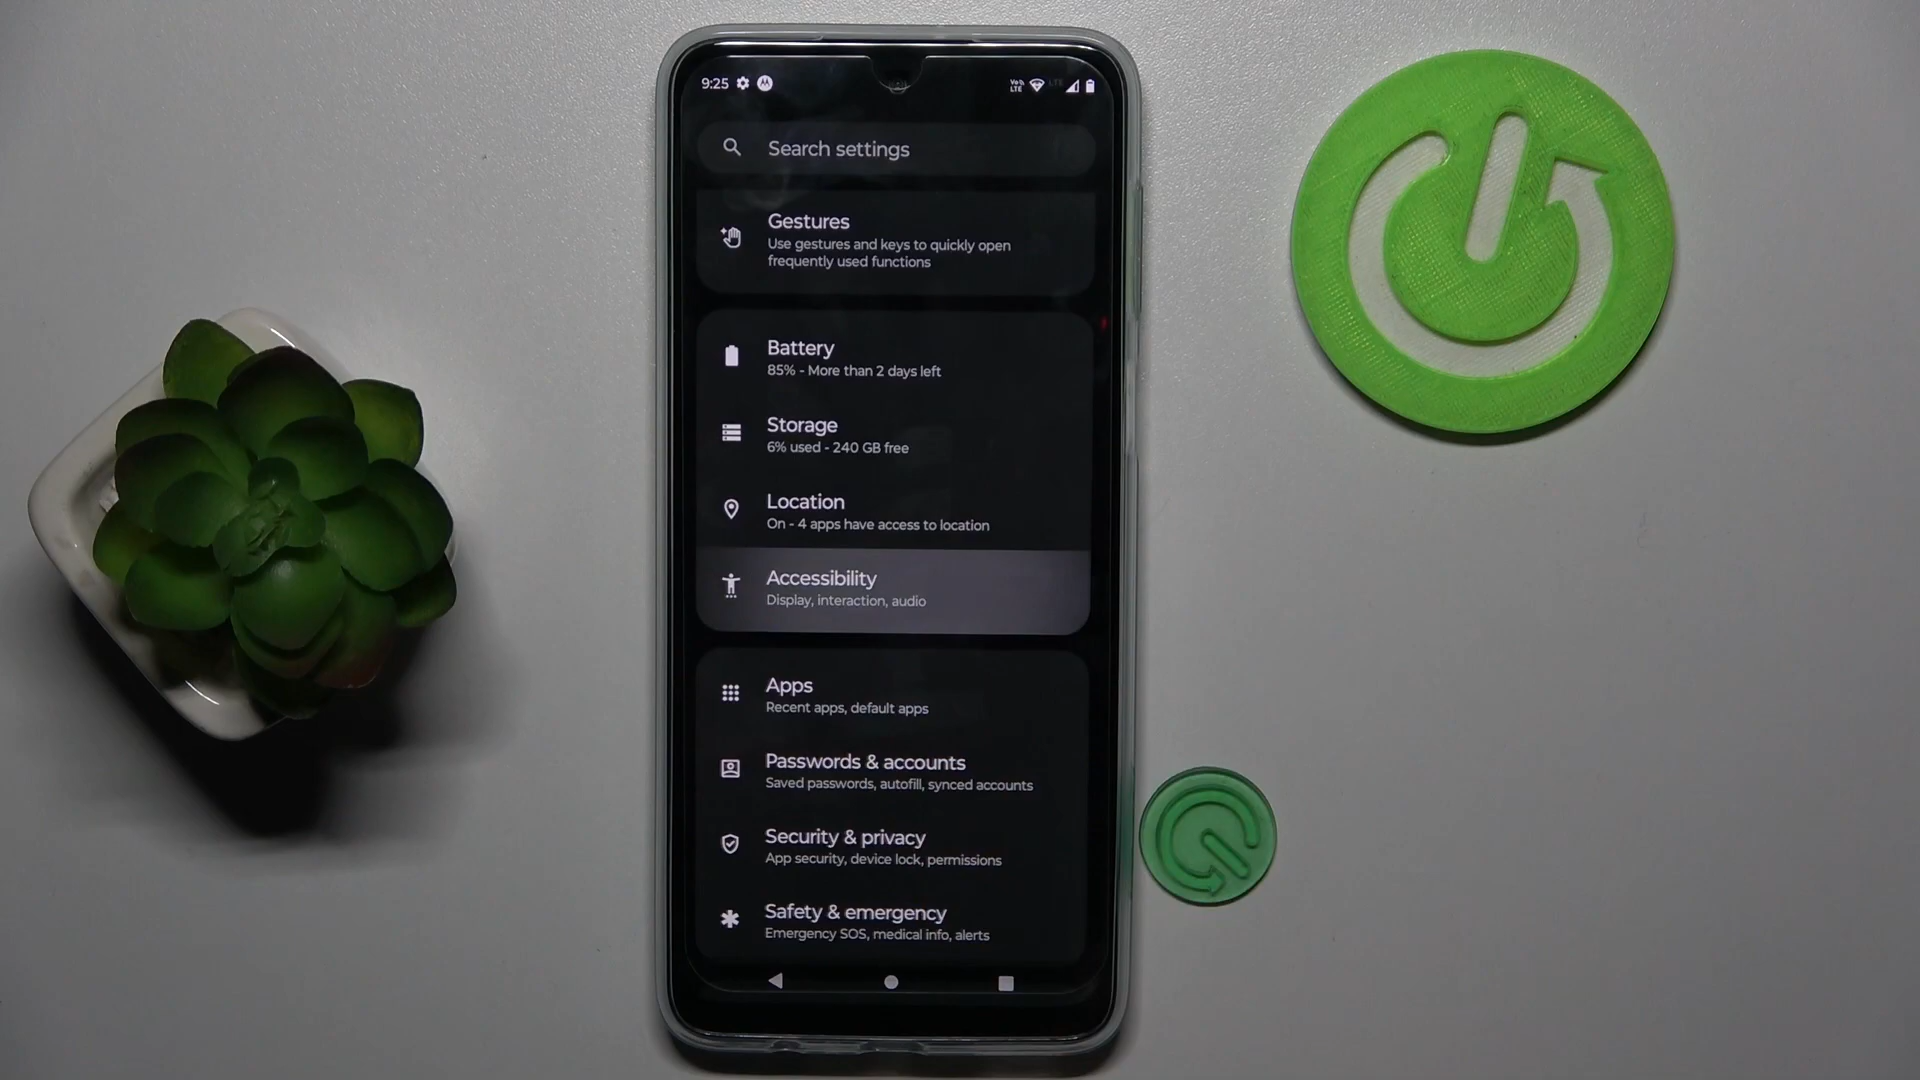 9:25
Vo LTE LTE
Search settings
Gestures
Use gestures and keys to quickly open
frequently used functions
Battery
85% - More than 2 days left
Storage
6% used - 240 GB free
Location
On - 4 apps have access to location
Accessibility
Display, interaction, audio
Apps
Recent apps, default apps
Passwords & accounts
Saved passwords, autofill, synced accounts
Security & privacy
App security, device lock, permissions
Safety & emergency
Emergency SOS, medical info, alerts